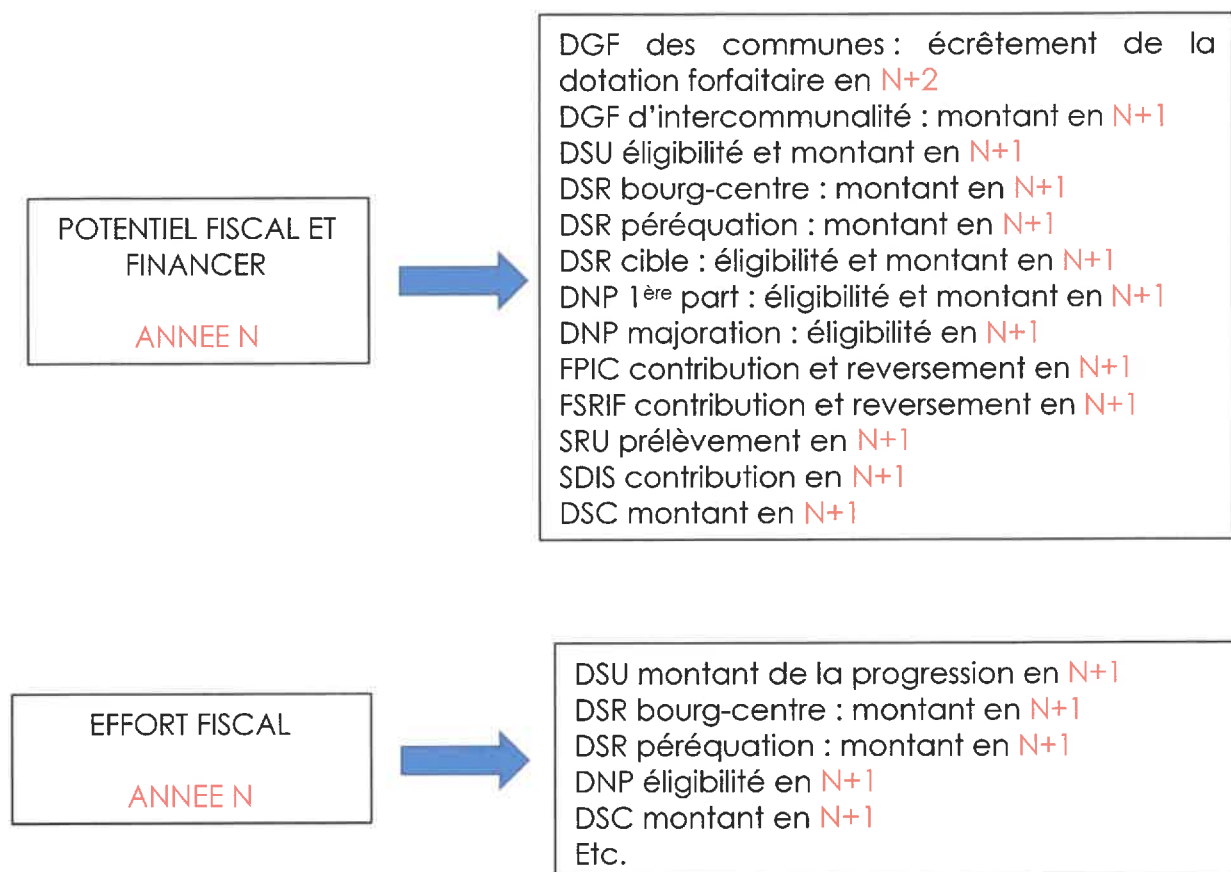 POTENTIEL FISCAL ET
FINANCER
ANNEE N
DGF des communes : écrêtement de la
dotation forfaitaire en N+2
DGF d'intercommunalité : montant en N+1
DSU éligibilité et montant en N+1
DSR bourg-centre : montant en N+1
DSR péréquation : montant en N+1
DSR cible : éligibilité et montant en N+1
DNP 1ère part : éligibilité et montant en N+1
DNP majoration : éligibilité en N+1
FPIC contribution et reversement en N+1
FSRIF contribution et reversement en N+1
SRU prélèvement en N+1
SDIS contribution en N+1
DSC montant en N+1
EFFORT FISCAL
ANNEE N
DSU montant de la progression en N+1
DSR bourg-centre : montant en N+1
DSR péréquation : montant en N+1
DNP éligibilité en N+1
DSC montant en N+1
Etc.